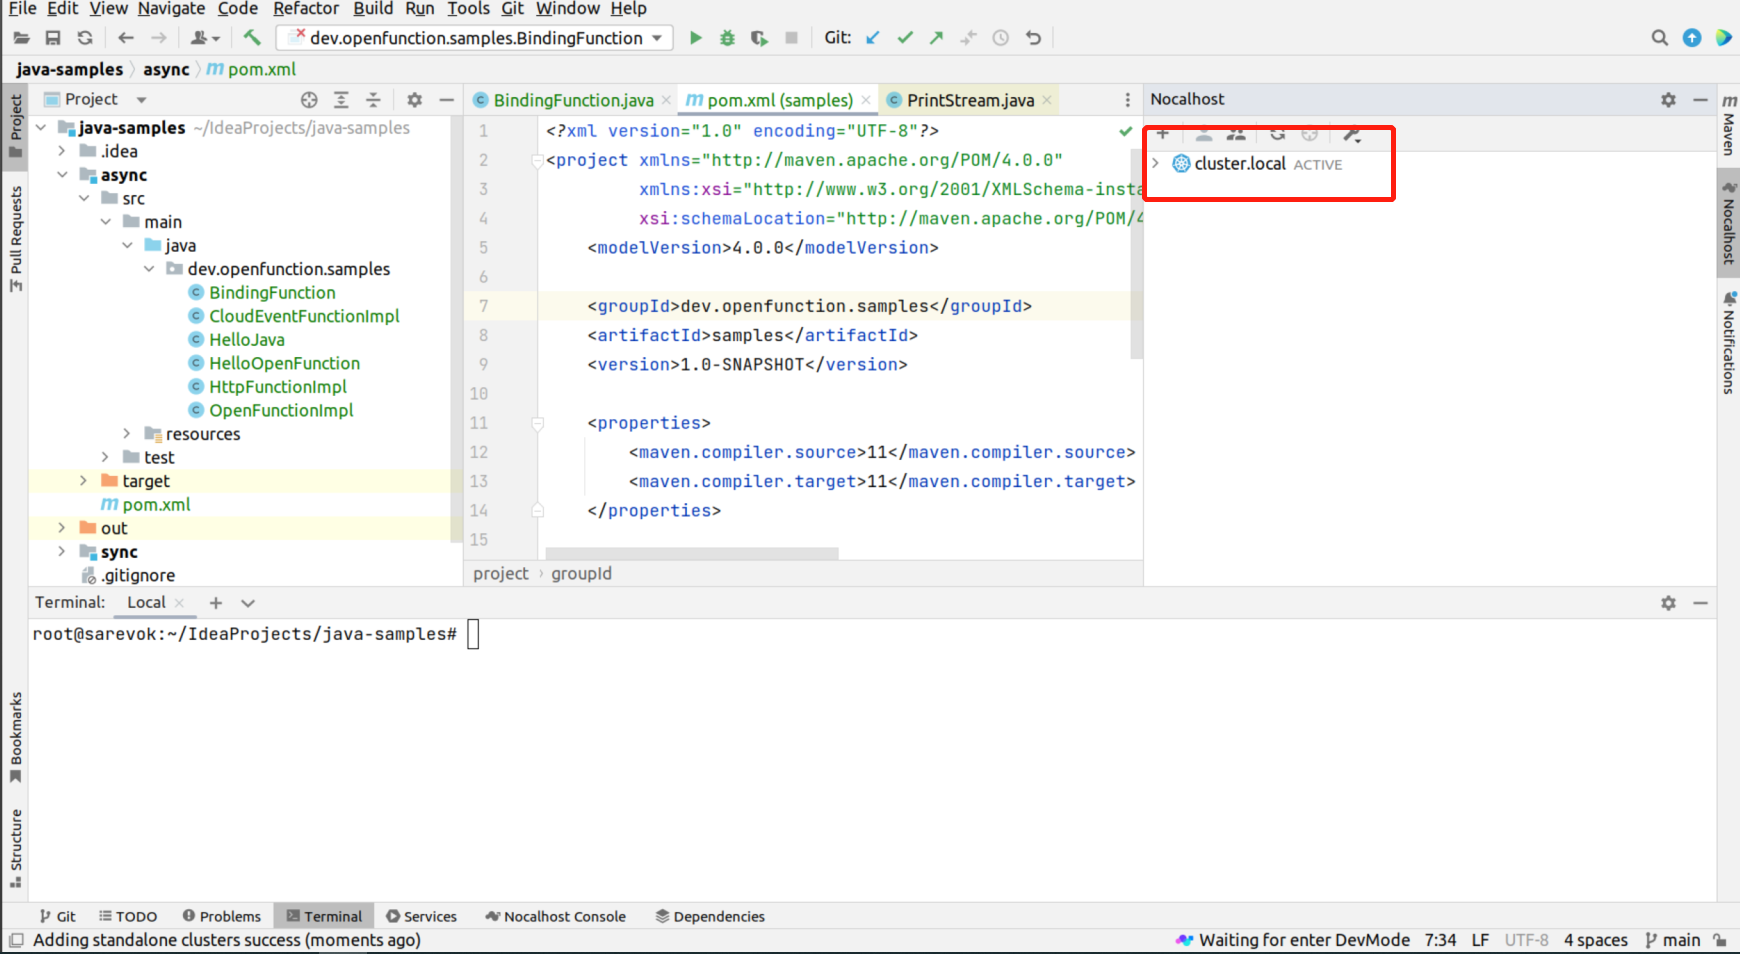 File Edit View Navigate Code Refactor Build Run Tools Git Window Help
dev.openfunction.samples.BindingFunction
Git:
java-samples async m pom.xml
Project
java-samples ~/IdeaProjects/java-samples
.idea
async
src
main
java
dev.openfunction.samples
C BindingFunction
C CloudEventFunctionImpl
C HelloJava
C HelloOpenFunction
C HttpFunctionImpl
C OpenFunctionImpl
resources
test
target
m pom.xml
out
sync
.gitignore
C BindingFunction.java m pom.xml (samples) C PrintStream.java
1 <?xml version="1.0" encoding="UTF-8"?>
2 <project xmlns="http://maven.apache.org/POM/4.0.0"
3 xmlns:xsi="http://www.w3.org/2001/XMLSchema-insta
4 xsi:schemaLocation="http://maven.apache.org/POM/4
5 <modelVersion>4.0.0</modelVersion>
6
7 <groupId>dev.openfunction.samples</groupId>
8 <artifactId>samples</artifactId>
9 <version>1.0-SNAPSHOT</version>
10
11 <properties>
12 <maven.compiler.source>11</maven.compiler.source>
13 <maven.compiler.target>11</maven.compiler.target>
14 </properties>
15
project › groupId
Nocalhost
cluster.local ACTIVE
m Maven
Nocalhost
Notifications
Project
Pull Requests
Bookmarks
Structure
Terminal: Local
root@sarevok:~/IdeaProjects/java-samples#
Git TODO Problems Terminal Services Nocalhost Console Dependencies
Adding standalone clusters success (moments ago)
Waiting for enter DevMode 7:34 LF UTF-8 4 spaces main